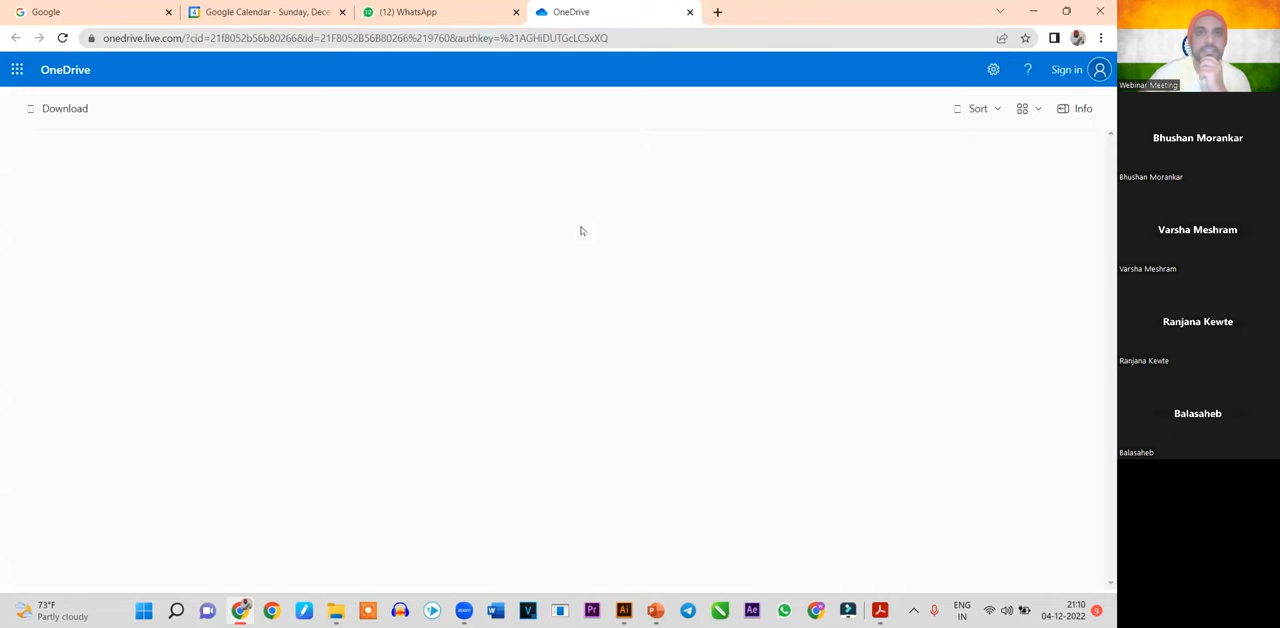 Google
Google Calendar - Sunday, Dece
(12) WhatsApp
OneDrive
onedrive.live.com/?cid=21f8052b56b80266&id=21F8052B56B80266%219760&authkey=%21AGHiDUTGcLC5xXQ
OneDrive
?
Sign in
Download
Sort
Info
Webinar Meeting
Bhushan Morankar
Bhushan Morankar
Varsha Meshram
Varsha Meshram
Ranjana Kewte
Ranjana Kewte
Balasaheb
Balasaheb
73°F
Partly cloudy
ENG
IN
21:10
04-12-2022
9